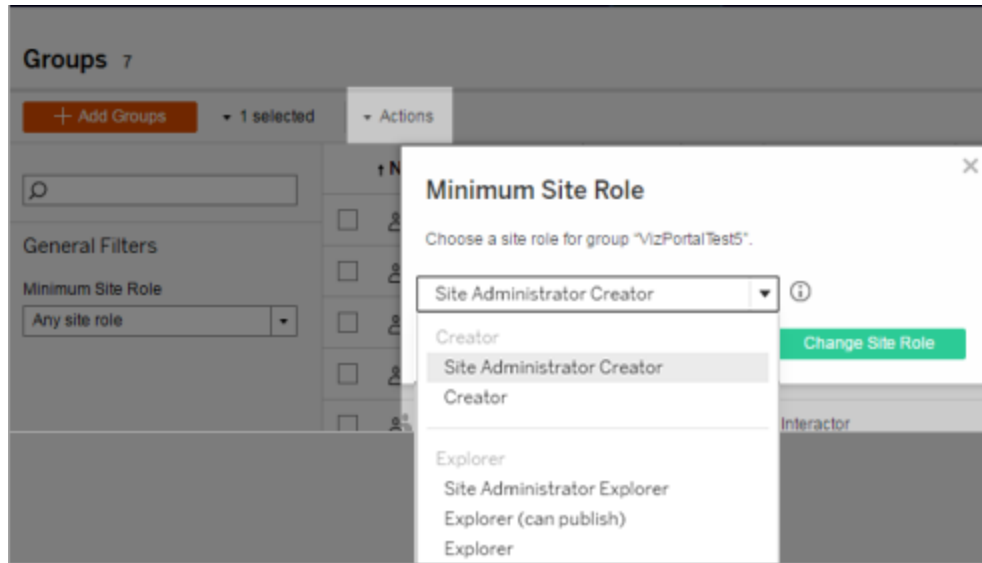 Groups 7
+ Add Groups
1 selected
Actions
↑ N
Minimum Site Role
Choose a site role for group "VizPortalTest5".
General Filters
Minimum Site Role
Any site role
Site Administrator Creator
Change Site Role
Creator
Site Administrator Creator
Creator
Interactor
Explorer
Site Administrator Explorer
Explorer (can publish)
Explorer